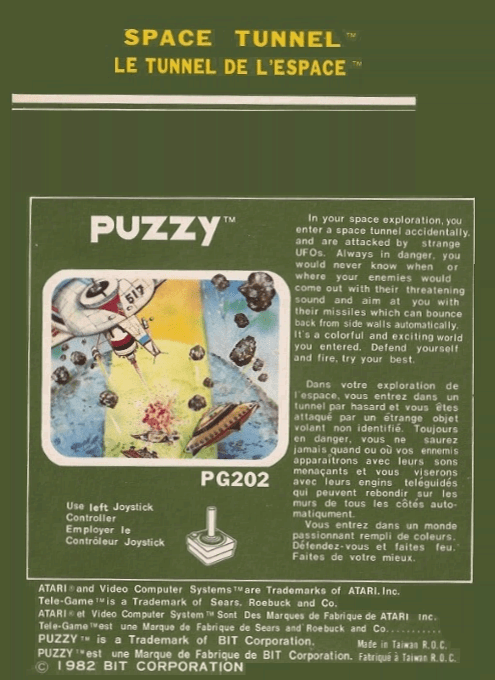 SPACE TUNNEL™
LE TUNNEL DE L'ESPACE™
PUZZY™
517
PG202
Use left Joystick
Controller
Employer le
Contrôleur Joystick
In your space exploration, you
enter a space tunnel accidentally,
and are attacked by strange
UFOs. Always in danger, you
would never know when or
where your enemies would
come out with their threatening
sound and aim at you with
their missiles which can bounce
back from side walls automatically.
It's a colorful and exciting world
you entered. Defend yourself
and fire, try your best.
Dans votre exploration de
l'espace, vous entrez dans un
tunnel par hasard et vous êtes
attaqué par un étrange objet
volant non identifié. Toujours
en danger, vous ne saurez
jamais quand ou où vos ennemis
apparaîtrons avec leurs sons
menaçants et vous viserons
avec leurs engins téléguidés
qui peuvent rebondir sur les
murs de tous les côtés auto-
matiqument.
Vous entrez dans un monde
passionnant rempli de coleurs.
Défendez-vous et faites feu.
Faites de votre mieux.
ATARI® and Video Computer Systems™ are Trademarks of ATARI, Inc.
Tele-Game™ is a Trademark of Sears, Roebuck and Co.
ATARI® et Video Computer System™ Sont Des Marques de Fabrique de ATARI Inc.
Tele-Game™ est une Marque de Fabrique de Sears and Roebuck and Co...........
PUZZY™ is a Trademark of BIT Corporation. Made in Taiwan R.O.C.
PUZZY™ est une Marque de Fabrique de BIT Corporation. Fabriqué à Taiwan R.O.C.
© 1982 BIT CORPORATION